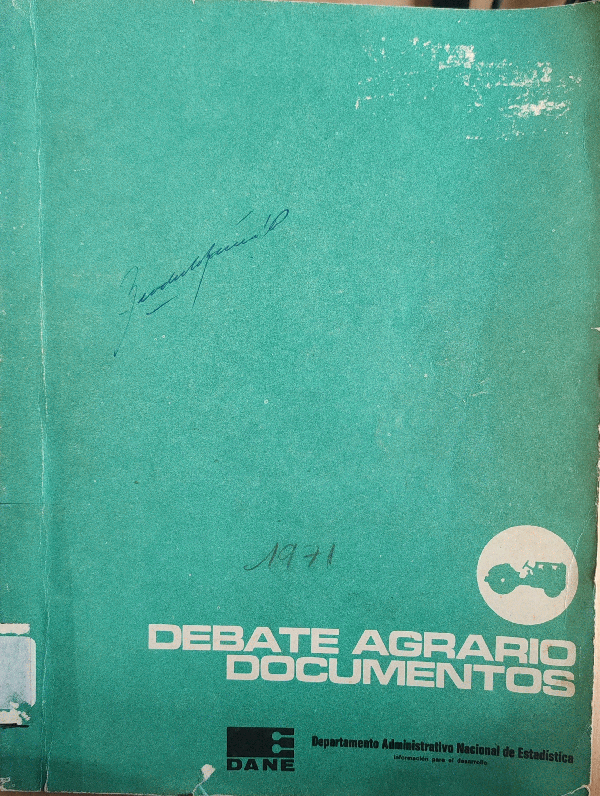 1971
DEBATE AGRARIO
DOCUMENTOS
DANE
Departamento Administrativo Nacional de Estadística
información para el desarrollo